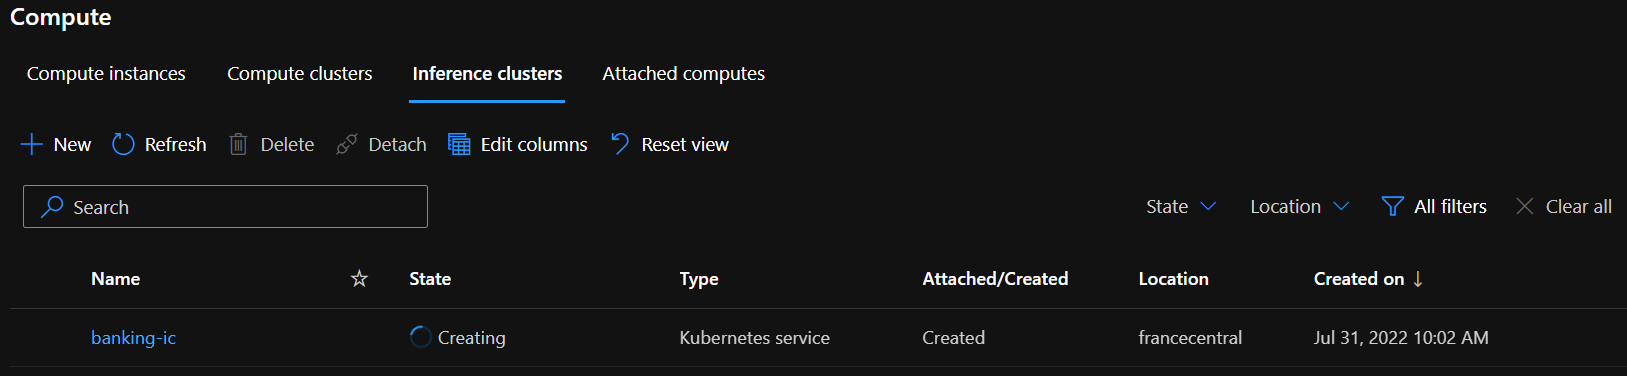 Compute
Compute instances Compute clusters Inference clusters Attached computes
New Refresh Delete Detach Edit columns Reset view
Search State Location All filters Clear all
Name State Type Attached/Created Location Created on ↓
banking-ic Creating Kubernetes service Created francecentral Jul 31, 2022 10:02 AM